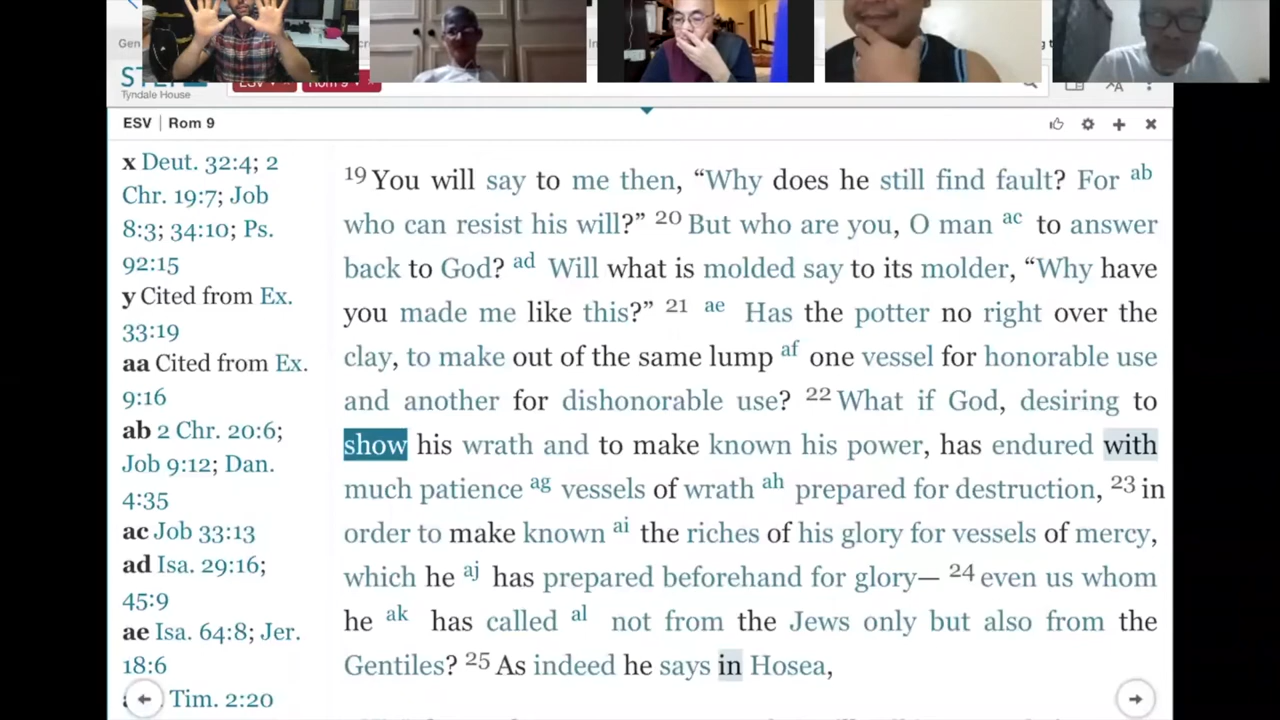 Gen
Tyndale House
ESV | Rom 9
x Deut. 32:4; 2
Chr. 19:7; Job
8:3; 34:10; Ps.
92:15
y Cited from Ex.
33:19
aa Cited from Ex.
9:16
ab 2 Chr. 20:6;
Job 9:12; Dan.
4:35
ac Job 33:13
ad Isa. 29:16;
45:9
ae Isa. 64:8; Jer.
18:6
Tim. 2:20
19 You will say to me then, “Why does he still find fault? For ab
who can resist his will?” 20 But who are you, O man ac to answer
back to God? ad Will what is molded say to its molder, “Why have
you made me like this?” 21 ae Has the potter no right over the
clay, to make out of the same lump af one vessel for honorable use
and another for dishonorable use? 22 What if God, desiring to
show his wrath and to make known his power, has endured with
much patience ag vessels of wrath ah prepared for destruction, 23 in
order to make known ai the riches of his glory for vessels of mercy,
which he aj has prepared beforehand for glory— 24 even us whom
he ak has called al not from the Jews only but also from the
Gentiles? 25 As indeed he says in Hosea,